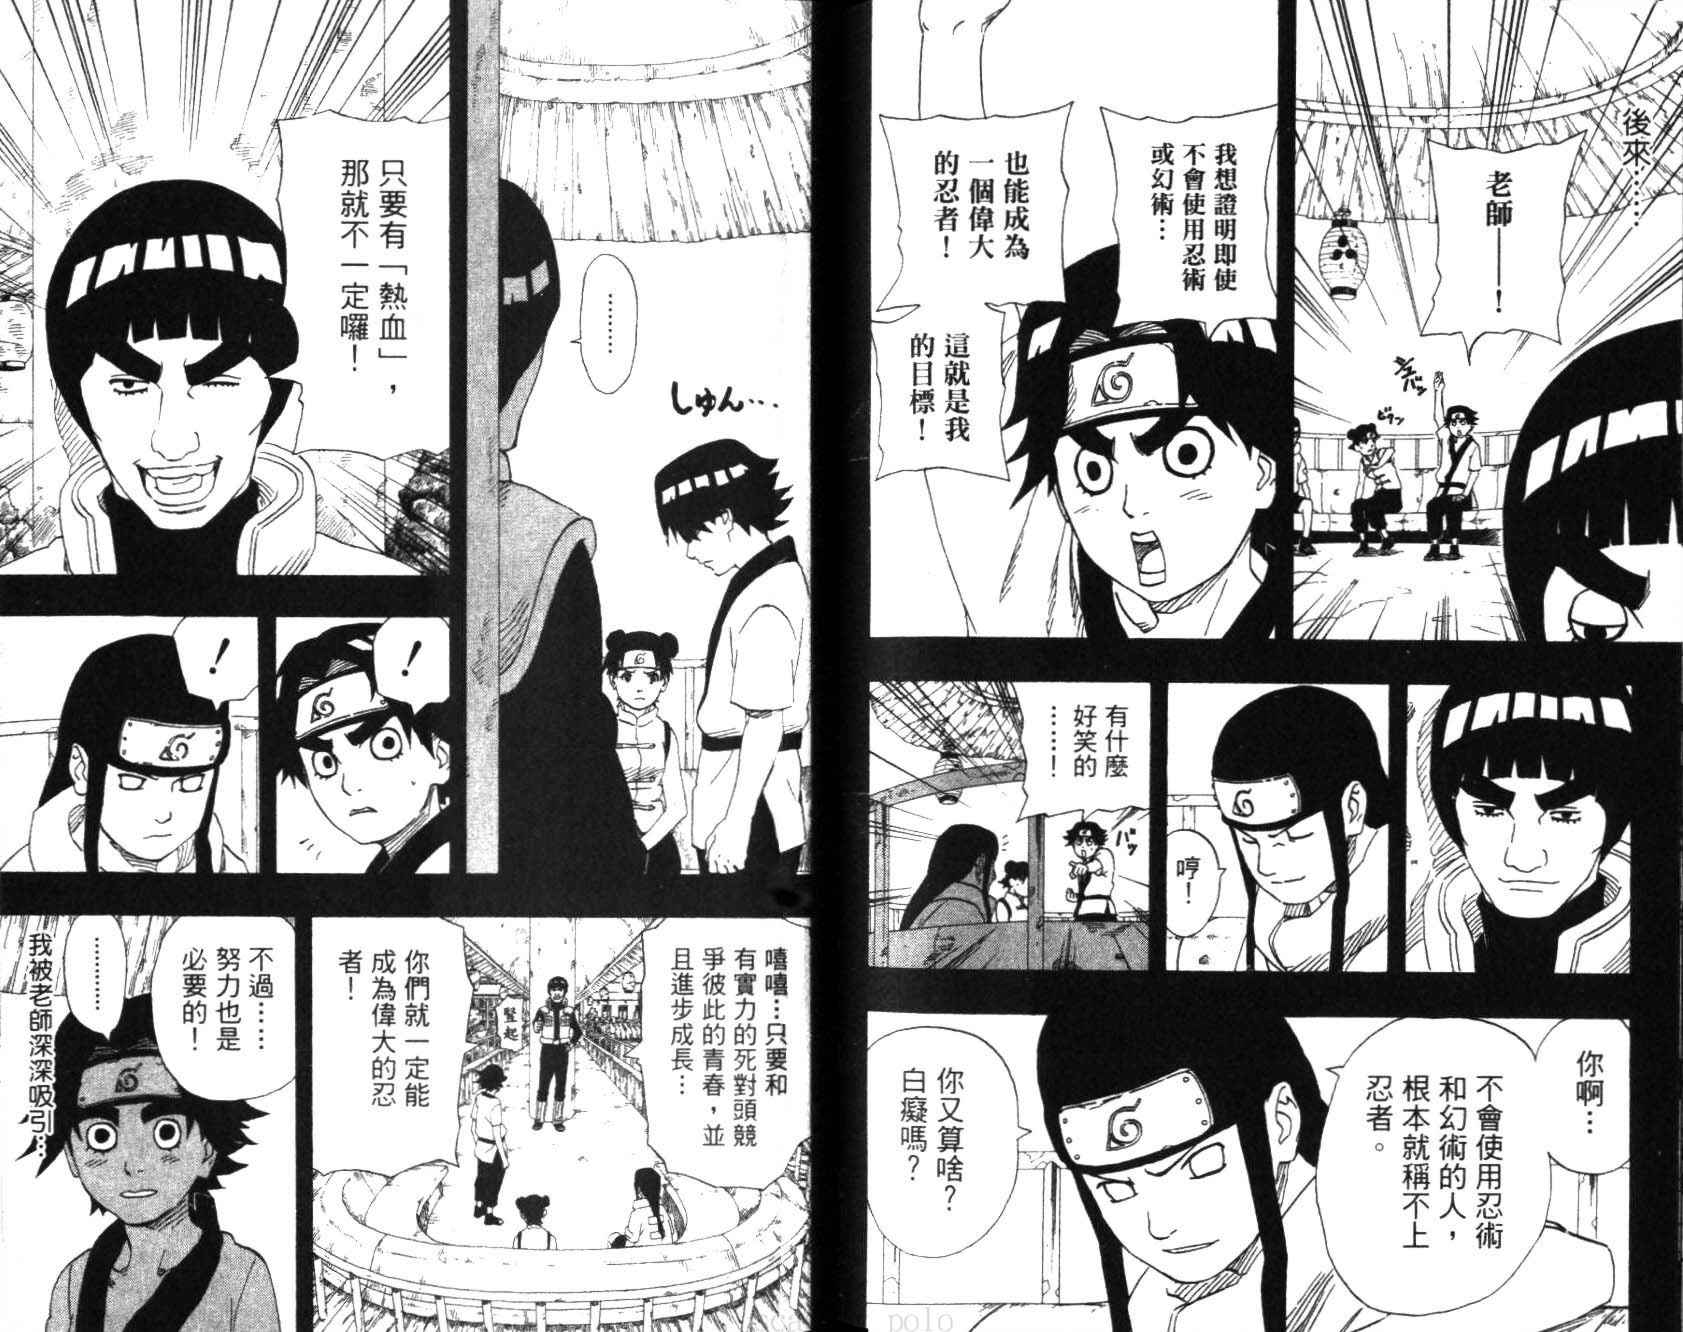 後來………
老師——！
ビクン
我想證明即使
不會使用忍術
或幻術…
也能成為
一個偉大
的忍者！
這就是我
的目標！
哼！
有什麼
好笑的
………！
バッ
你啊…
不會使用忍術
和幻術的人，
根本就稱不上
忍者。
你又算啥？
白癡嗎？
………
しゅん…
只要有「熱血」，
那就不一定囉！
！
！
嘻嘻…只要和
有實力的死對頭競
爭彼此的青春，並
且進步成長…
豎起
你們就一定能
成為偉大的忍
者！
不過……
努力也是
必要的！
………
我被老師深深吸引…
polo